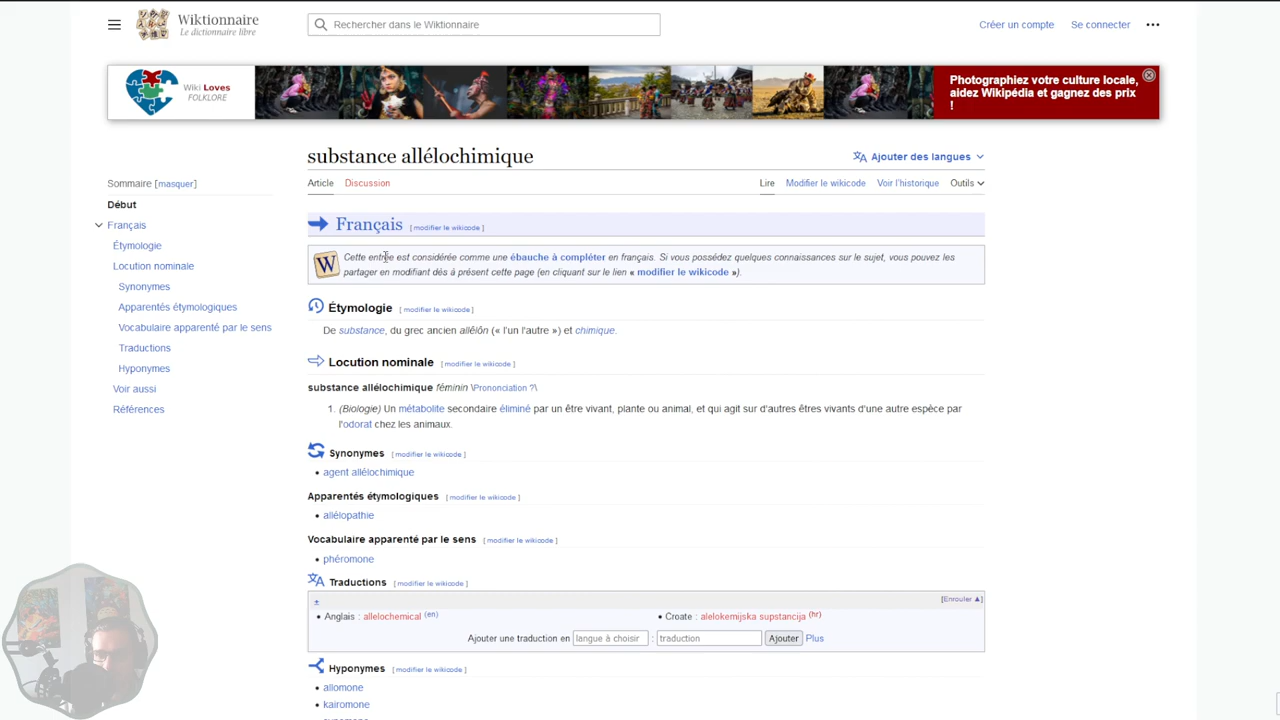 Wiktionnaire
Le dictionnaire libre
Rechercher dans le Wiktionnaire
Créer un compte
Se connecter
Wiki Loves
FOLKLORE
Photographiez votre culture locale,
aidez Wikipédia et gagnez des prix
!
substance allélochimique
Ajouter des langues
Sommaire [masquer]
Début
Français
Étymologie
Locution nominale
Synonymes
Apparentés étymologiques
Vocabulaire apparenté par le sens
Traductions
Hyponymes
Voir aussi
Références
Article
Discussion
Lire
Modifier le wikicode
Voir l'historique
Outils
Français [ modifier le wikicode ]
W
Cette entrée est considérée comme une ébauche à compléter en français. Si vous possédez quelques connaissances sur le sujet, vous pouvez les
partager en modifiant dès à présent cette page (en cliquant sur le lien « modifier le wikicode »).
Étymologie [ modifier le wikicode ]
De substance, du grec ancien allêlôn (« l'un l'autre ») et chimique.
Locution nominale [ modifier le wikicode ]
substance allélochimique féminin \Prononciation ?\
1. (Biologie) Un métabolite secondaire éliminé par un être vivant, plante ou animal, et qui agit sur d'autres êtres vivants d'une autre espèce par
l'odorat chez les animaux.
Synonymes [ modifier le wikicode ]
• agent allélochimique
Apparentés étymologiques [ modifier le wikicode ]
• allélopathie
Vocabulaire apparenté par le sens [ modifier le wikicode ]
• phéromone
Traductions [ modifier le wikicode ]
± [Enrouler ▲]
• Anglais : allelochemical (en)
• Croate : alelokemijska supstancija (hr)
Ajouter une traduction en langue à choisir : traduction Ajouter Plus
Hyponymes [ modifier le wikicode ]
• allomone
• kairomone